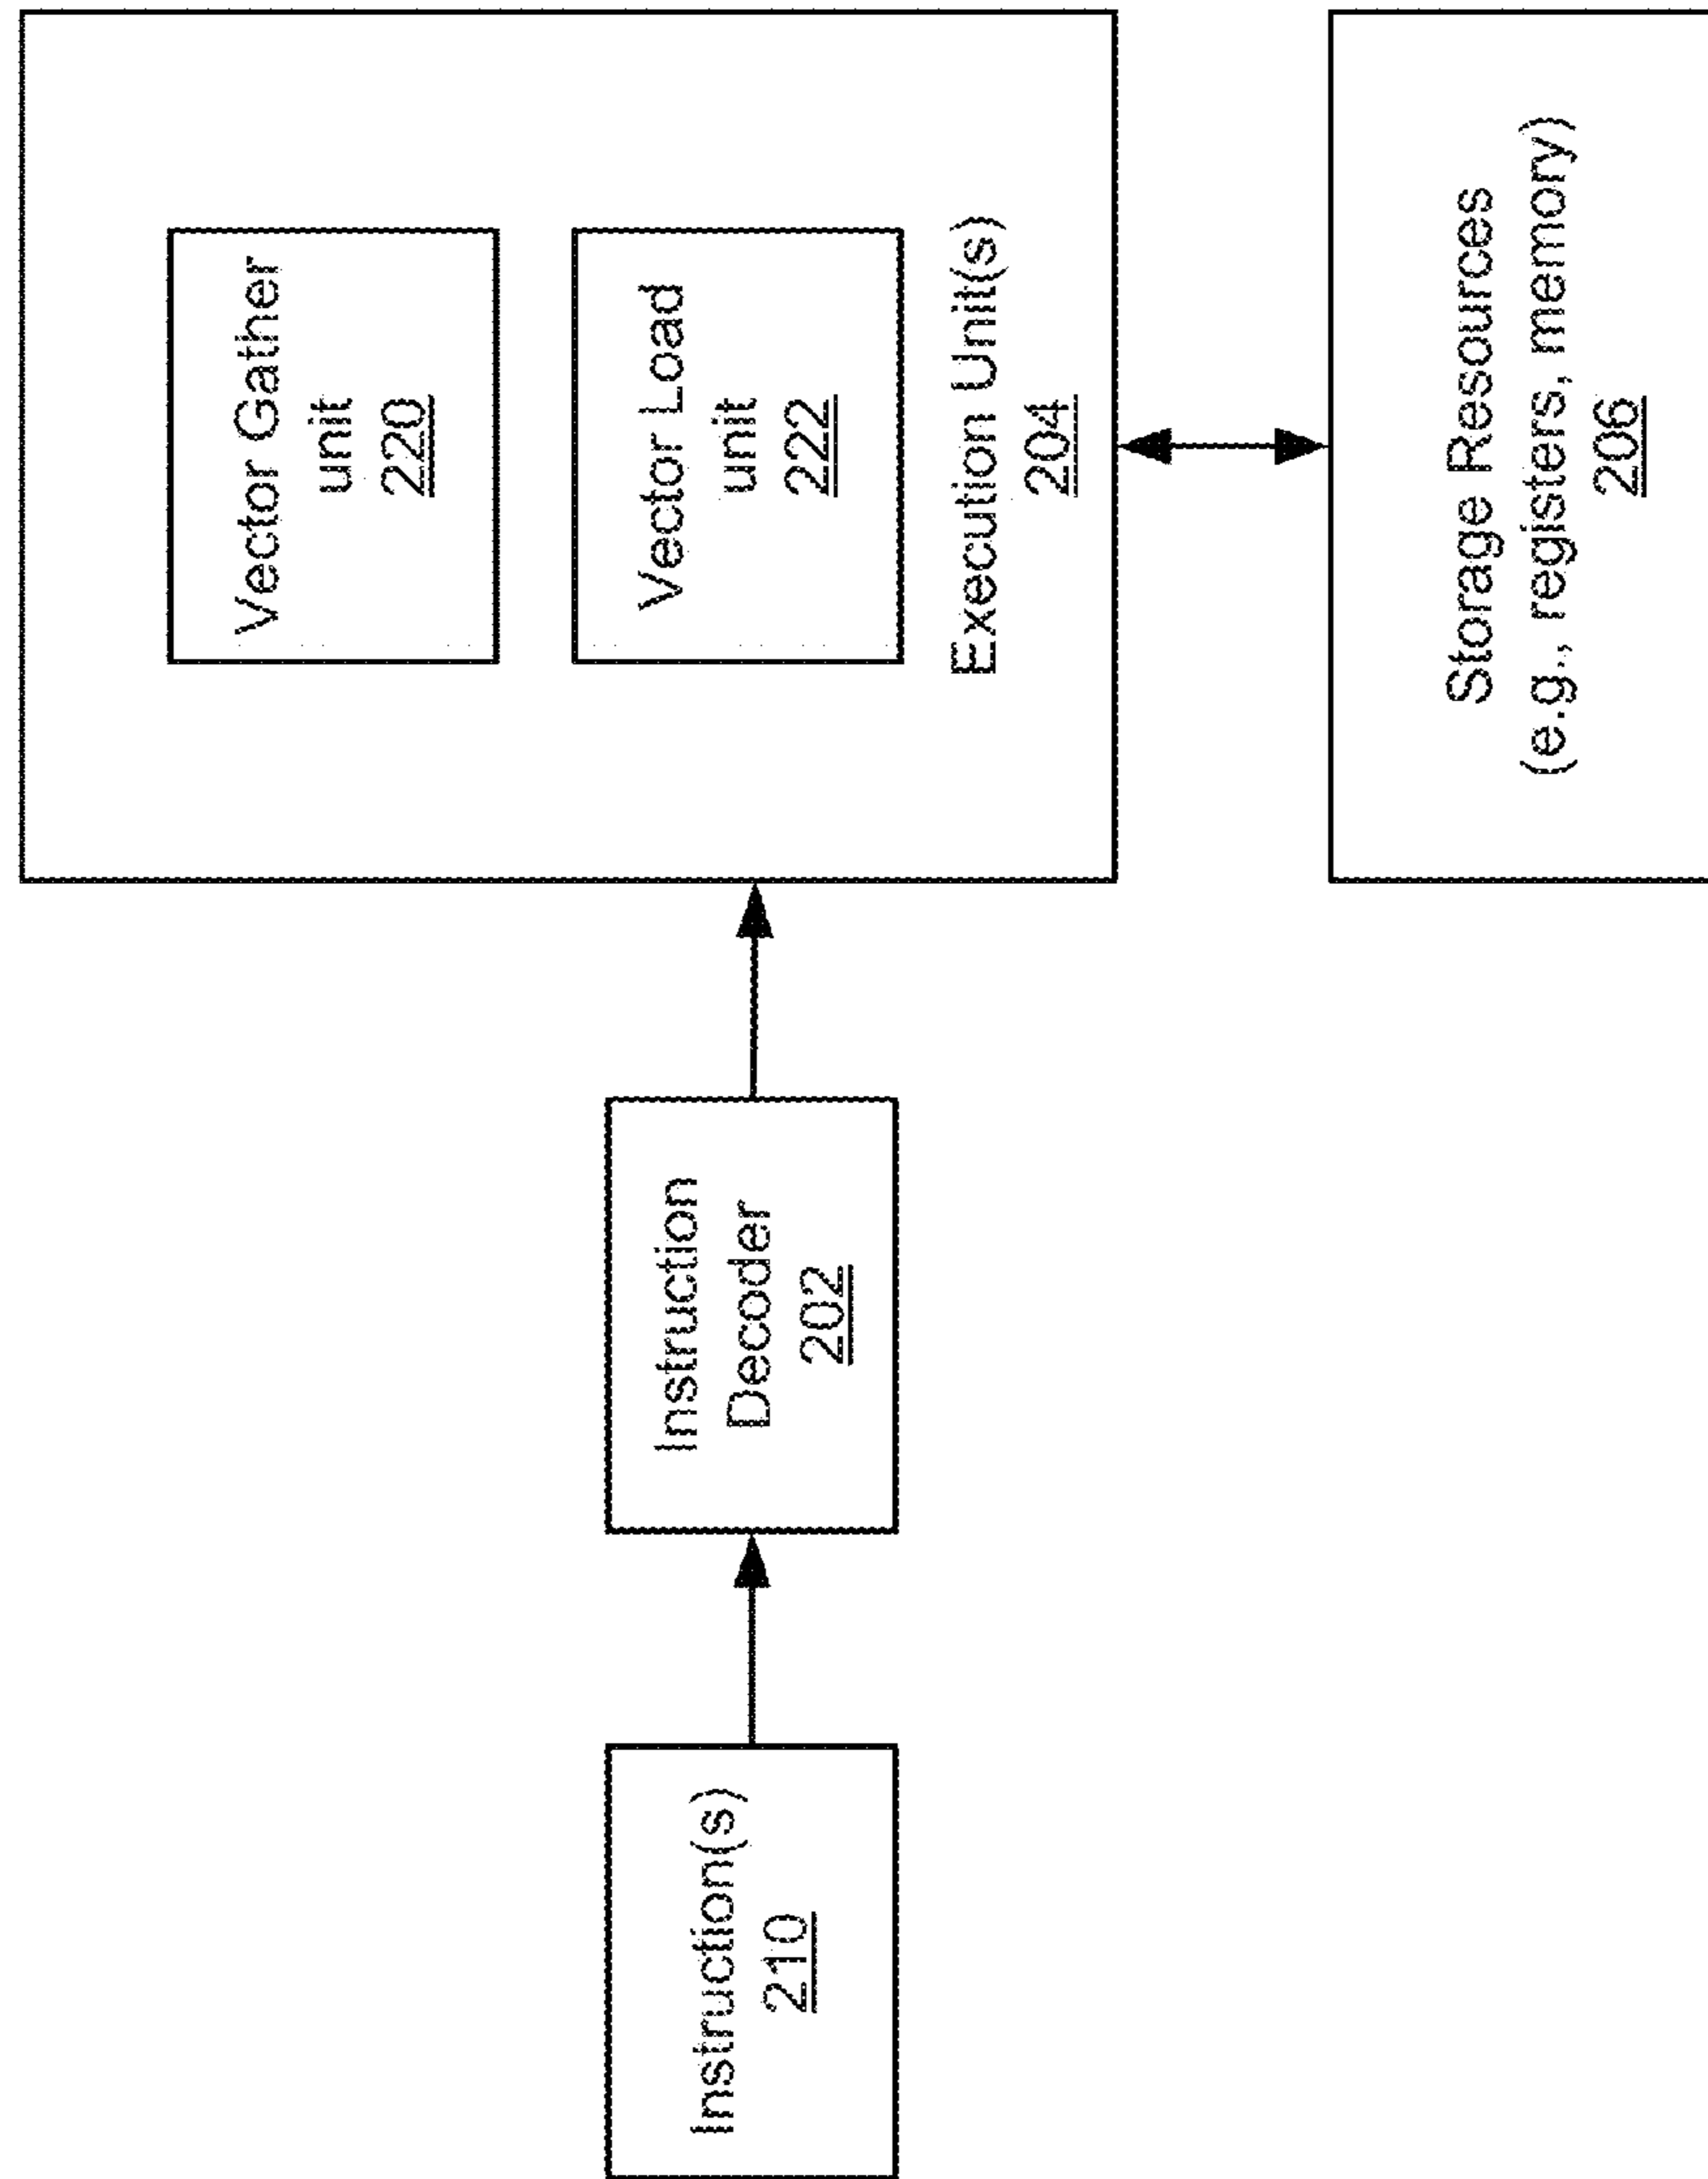 Instruction(s)
210
Instruction
Decoder
202
Vector Gather
unit
220
Vector Load
unit
222
Execution Unit(s)
204
Storage Resources
(e.g., registers, memory)
206